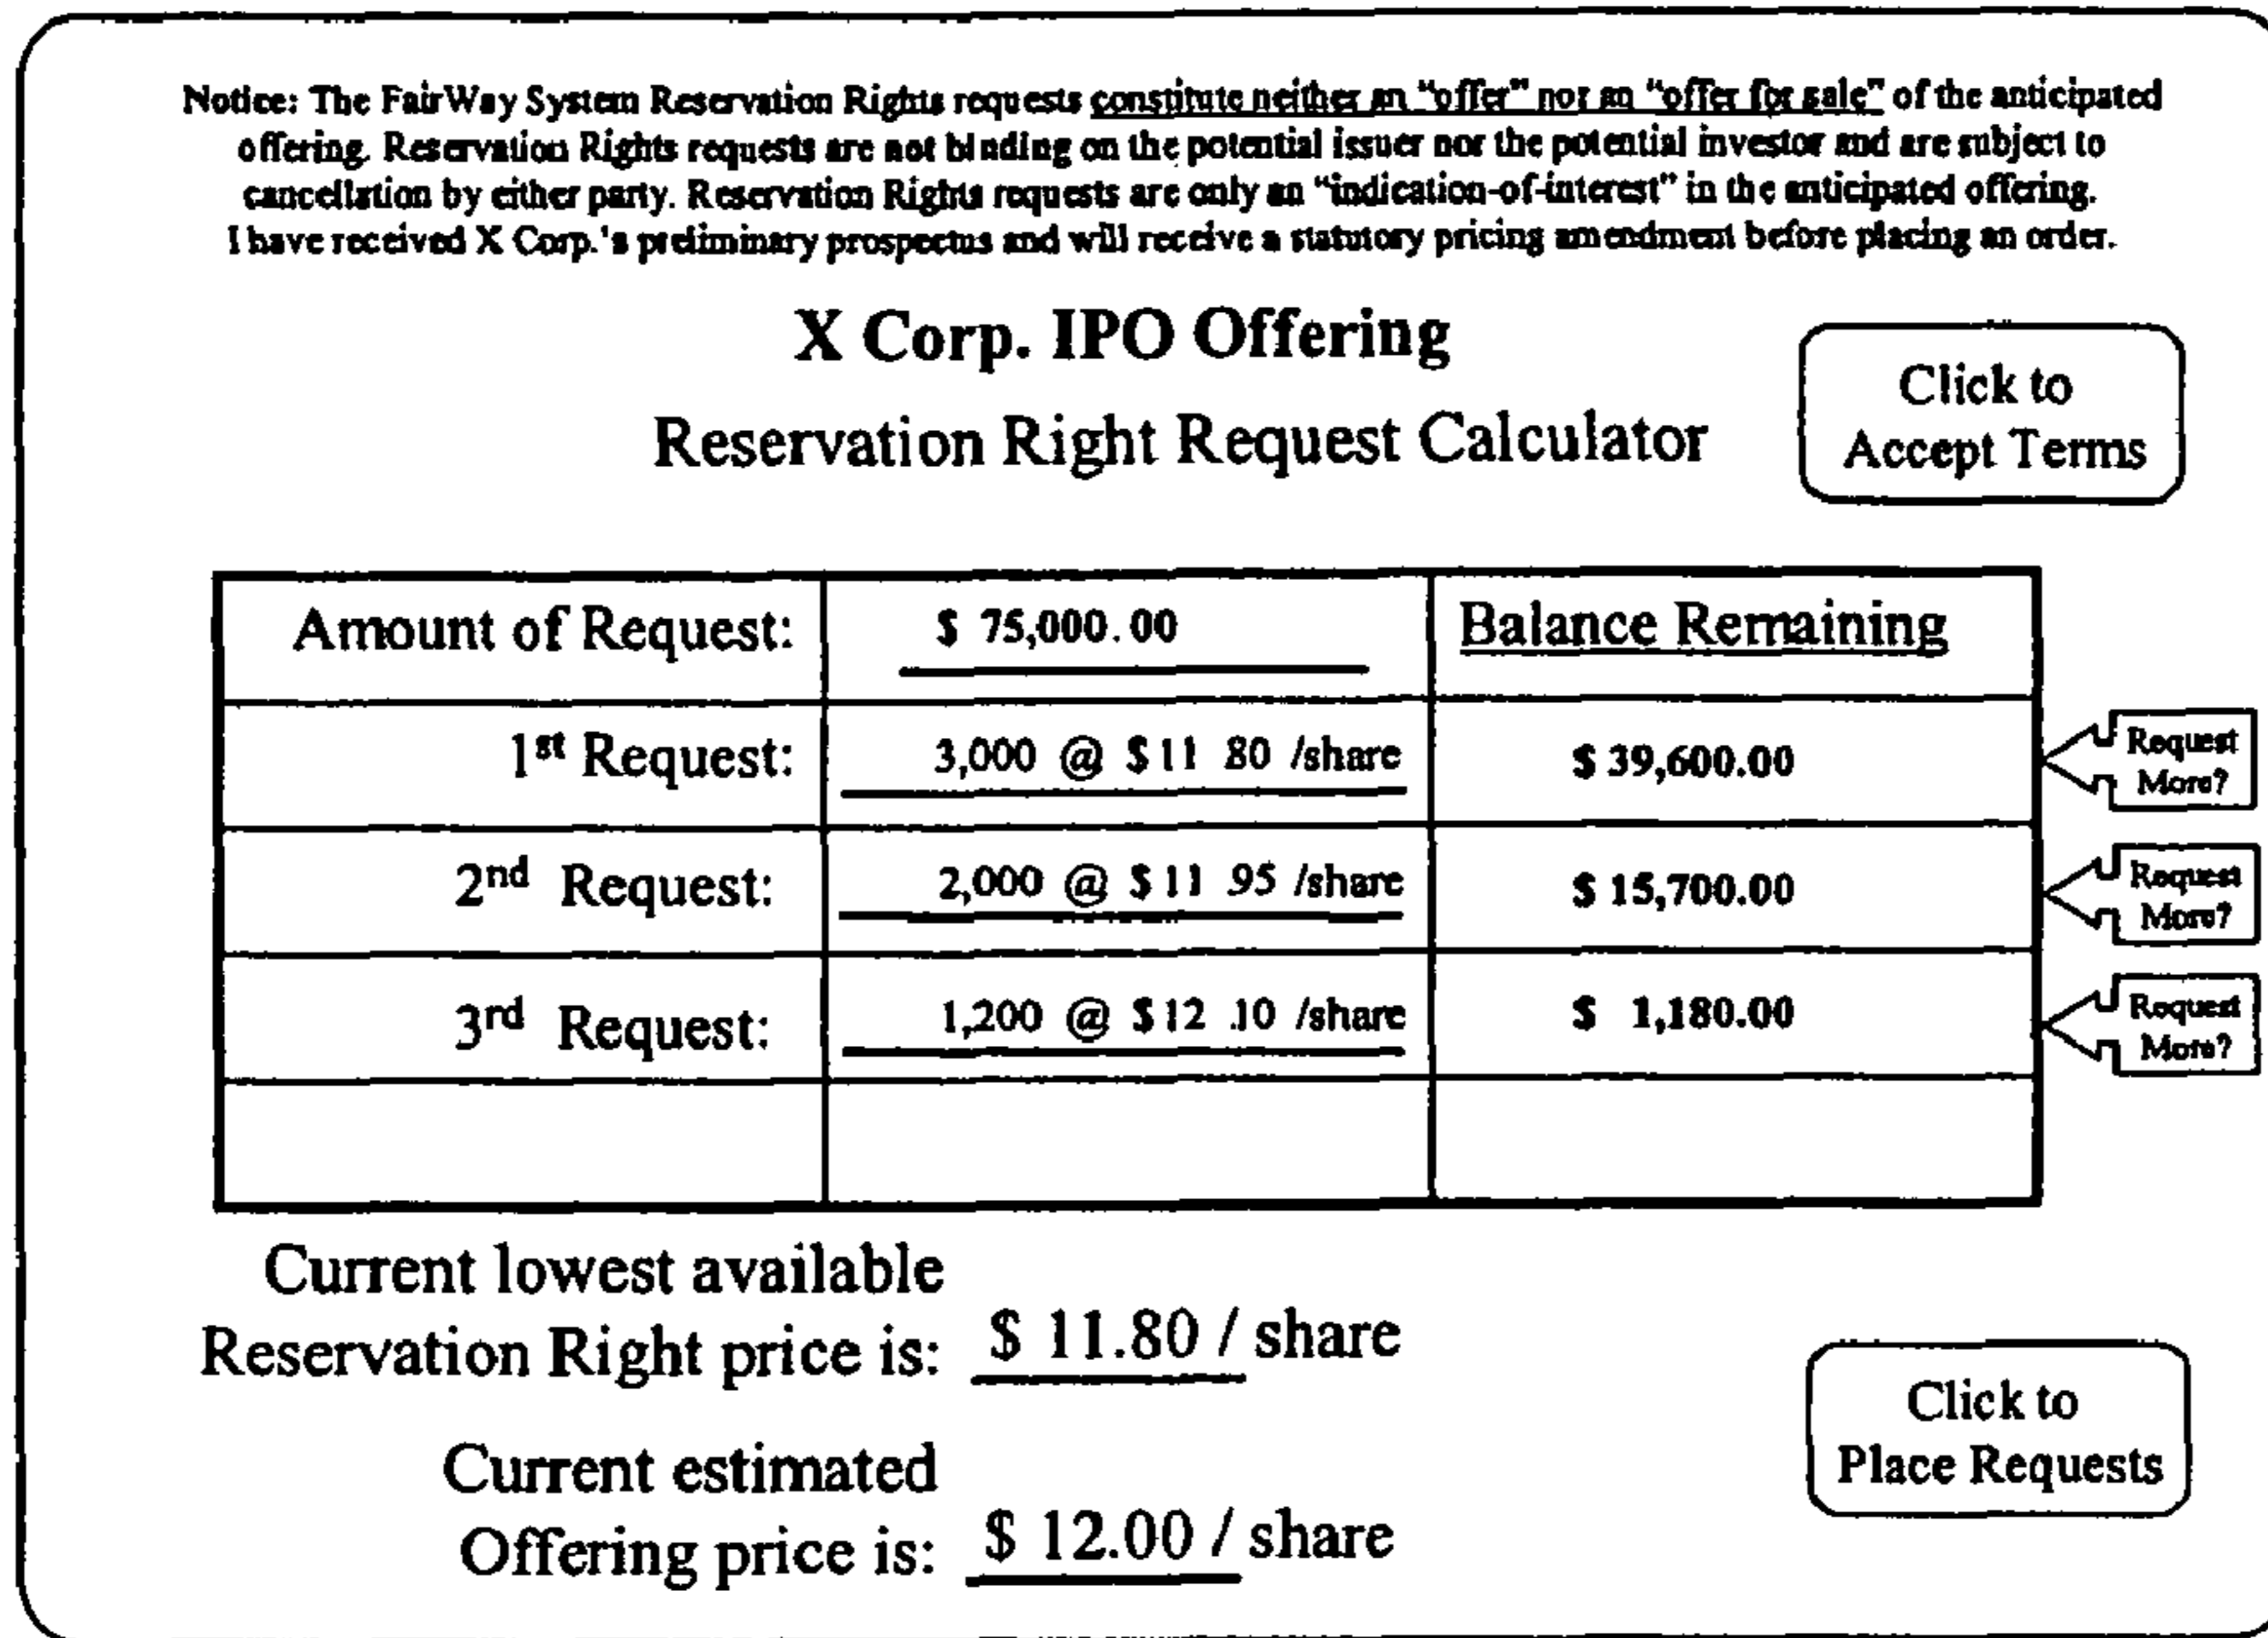 Notice: The FairWay System Reservation Rights requests constitute neither an "offer" nor an "offer for sale" of the anticipated
offering. Reservation Rights requests are not binding on the potential issuer nor the potential investor and are subject to
cancellation by either party. Reservation Rights requests are only an "indication-of-interest" in the anticipated offering.
I have received X Corp.'s preliminary prospectus and will receive a statutory pricing amendment before placing an order.
X Corp. IPO Offering
Reservation Right Request Calculator
Click to
Accept Terms
Amount of Request: $ 75,000.00 Balance Remaining
1st Request: 3,000 @ $11 80 /share $ 39,600.00
Request
More?
2nd Request: 2,000 @ $11 .95 /share $ 15,700.00
Request
More?
3rd Request: 1,200 @ $12 .10 /share $ 1,180.00
Request
More?
Current lowest available
Reservation Right price is: $ 11.80 / share
Current estimated
Offering price is: $ 12.00 / share
Click to
Place Requests